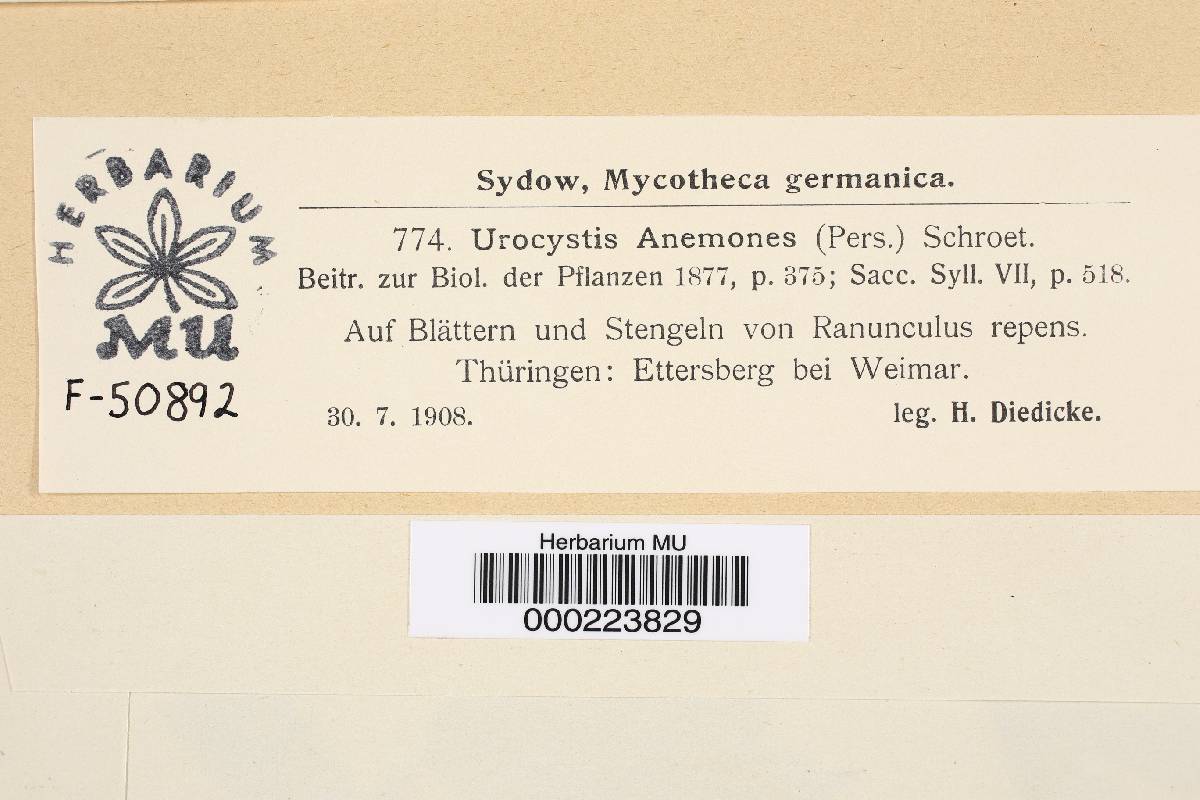 HERBARIUM
MU
F-50892
Sydow, Mycotheca germanica.
774. Urocystis Anemones (Pers.) Schroet.
Beitr. zur Biol. der Pflanzen 1877, p. 375; Sacc. Syll. VII, p. 518.
Auf Blättern und Stengeln von Ranunculus repens.
Thüringen: Ettersberg bei Weimar.
30. 7. 1908. leg. H. Diedicke.
Herbarium MU
000223829